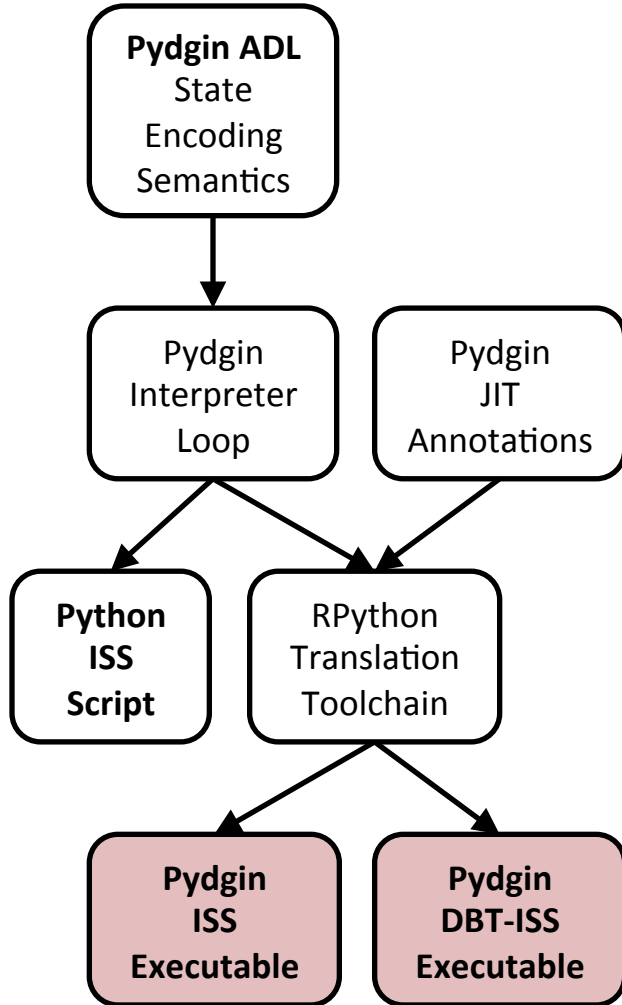 Pydgin ADL
State
Encoding
Semantics
Pydgin
Interpreter
Loop
Pydgin
JIT
Annotations
Python
ISS
Script
RPython
Translation
Toolchain
Pydgin
ISS
Executable
Pydgin
DBT-ISS
Executable